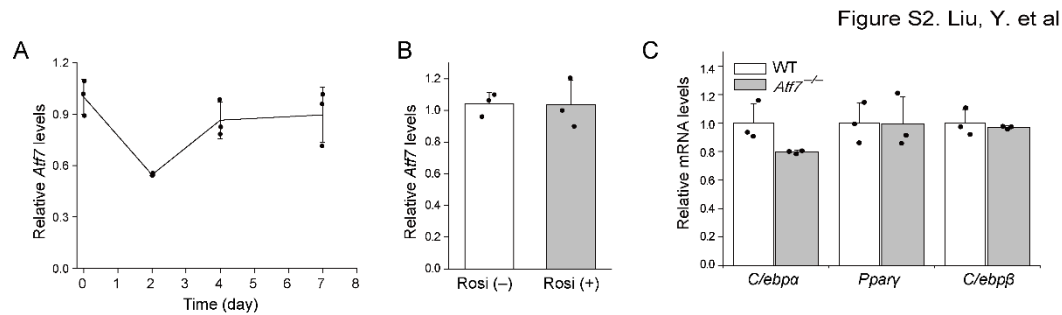 Figure S2. Liu, Y. et al
A
Relative Atf7 levels
1.2
0.9
0.6
0.3
0.0
0 1 2 3 4 5 6 7 8
Time (day)
B
Relative Atf7 levels
1.2
1.0
0.8
0.6
0.4
0.2
0.0
Rosi (–) Rosi (+)
C
WT
Atf7–/–
Relative mRNA levels
1.4
1.2
1.0
0.8
0.6
0.4
0.2
0.0
C/ebpα Pparγ C/ebpβ